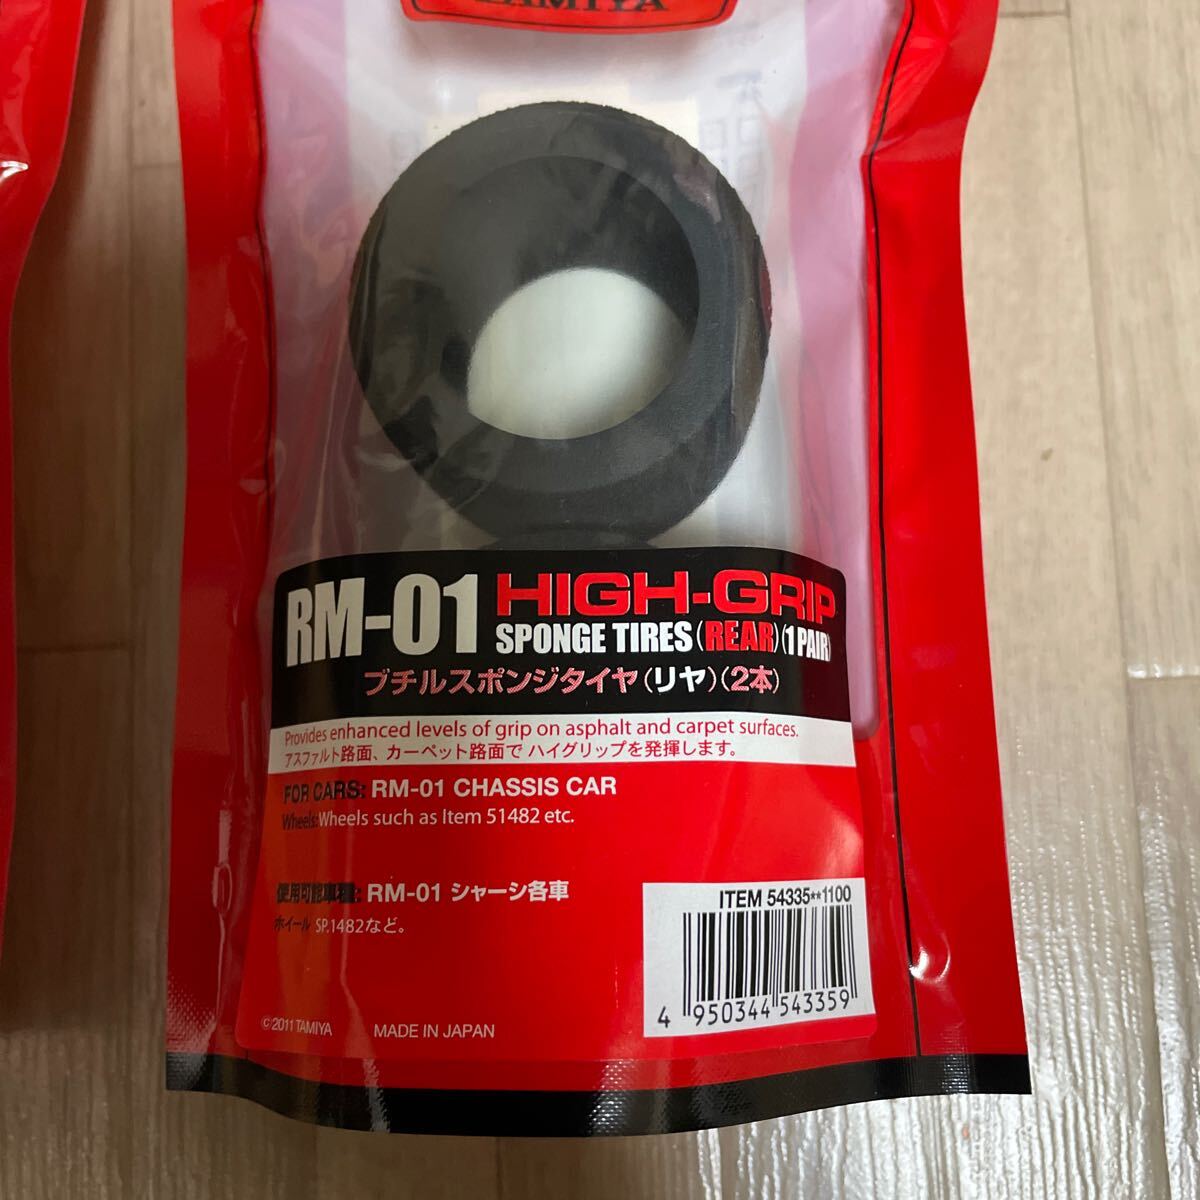 TAMIYA
RM-01 HIGH-GRIP
SPONGE TIRES (REAR) (1 PAIR)
ブチルスポンジタイヤ(リヤ)(2本)
Provides enhanced levels of grip on asphalt and carpet surfaces.
アスファルト路面、カーペット路面で ハイグリップを発揮します。
FOR CARS: RM-01 CHASSIS CAR
Wheels:Wheels such as Item 51482 etc.
使用可能車種: RM-01 シャーシ各車
ホイール SP.1482など。
ITEM 54335**1100
4 950344 543359
©2011 TAMIYA MADE IN JAPAN